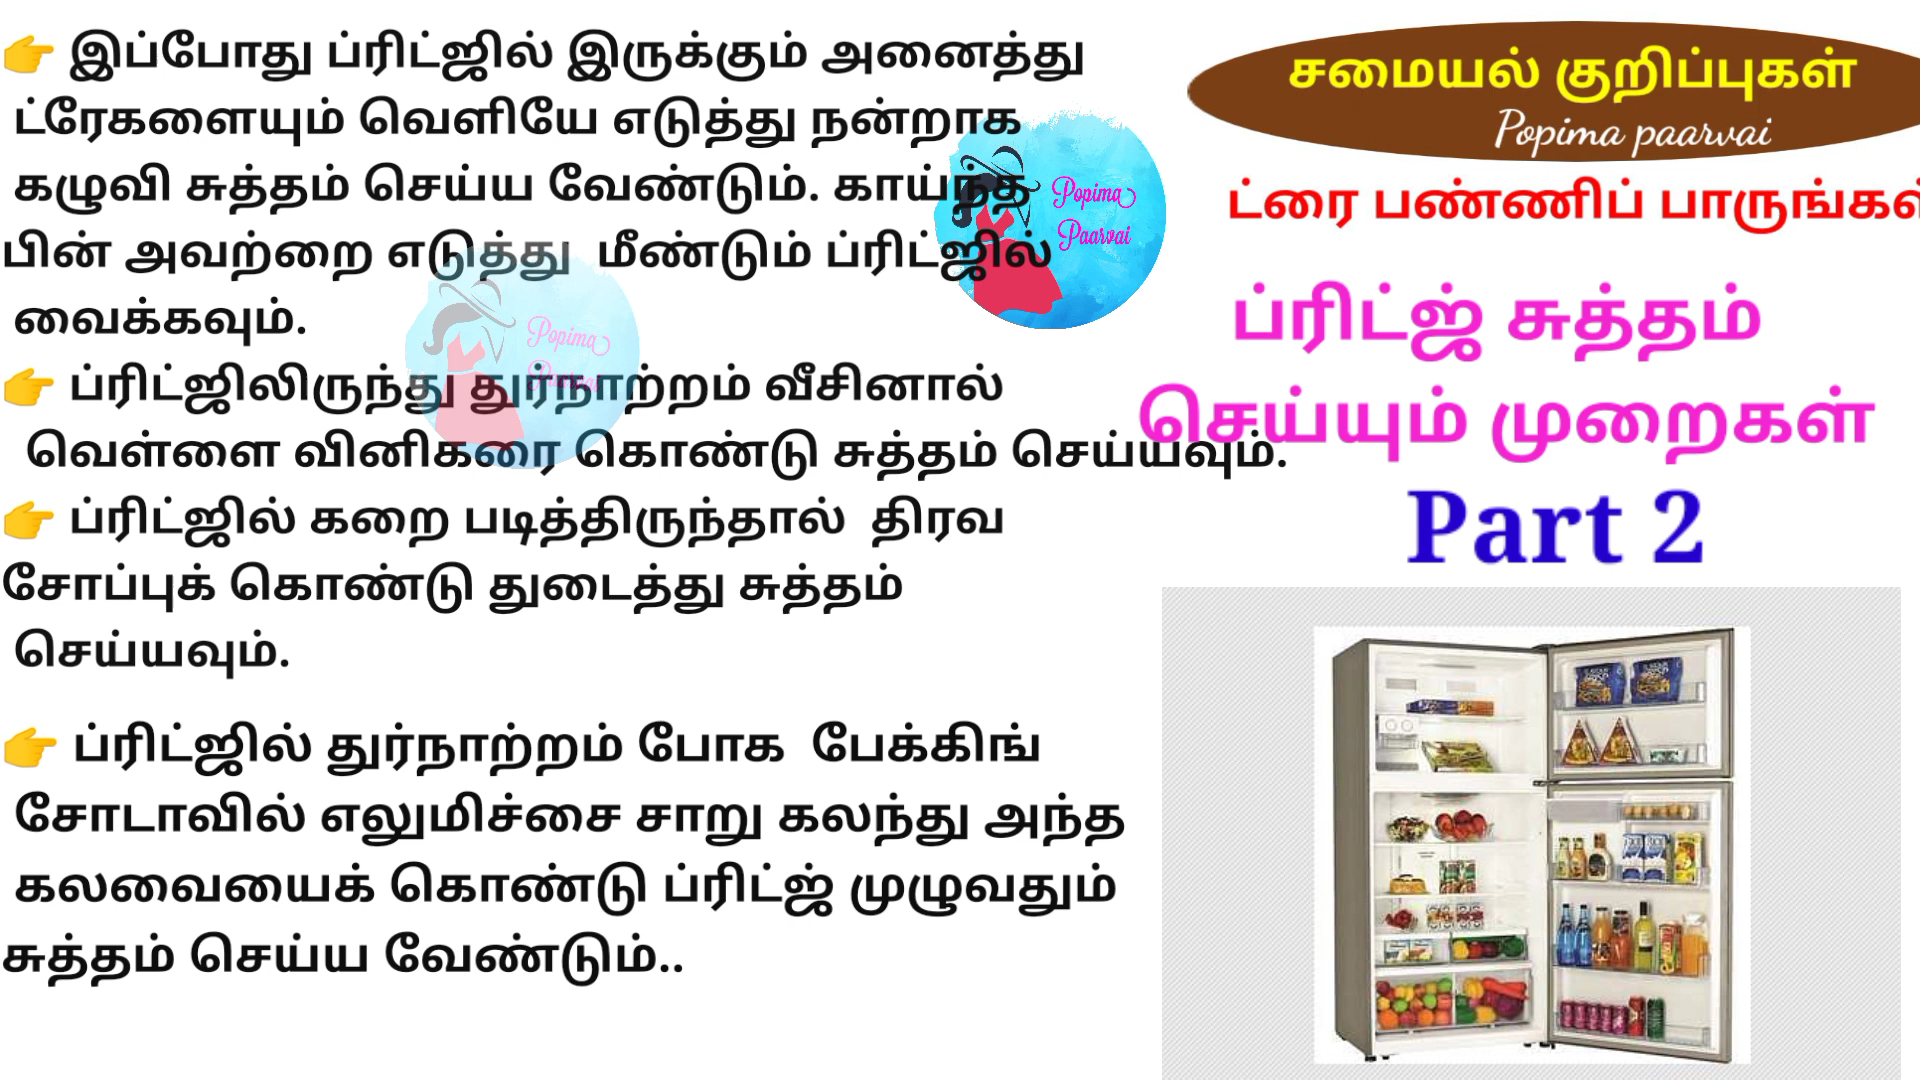 👉 இப்போது ப்ரிட்ஜில் இருக்கும் அனைத்து
ட்ரேகளையும் வெளியே எடுத்து நன்றாக
கழுவி சுத்தம் செய்ய வேண்டும். காய்ந்த
பின் அவற்றை எடுத்து மீண்டும் ப்ரிட்ஜில்
வைக்கவும்.
👉 ப்ரிட்ஜிலிருந்து துர்நாற்றம் வீசினால்
வெள்ளை வினிகரை கொண்டு சுத்தம் செய்யவும்.
👉 ப்ரிட்ஜில் கறை படித்திருந்தால் திரவ
சோப்புக் கொண்டு துடைத்து சுத்தம்
செய்யவும்.
👉 ப்ரிட்ஜில் துர்நாற்றம் போக பேக்கிங்
சோடாவில் எலுமிச்சை சாறு கலந்து அந்த
கலவையைக் கொண்டு ப்ரிட்ஜ் முழுவதும்
சுத்தம் செய்ய வேண்டும்..
சமையல் குறிப்புகள்
Popima paarvai
ட்ரை பண்ணிப் பாருங்கள்
ப்ரிட்ஜ் சுத்தம்
செய்யும் முறைகள்
Part 2
Popima
Paarvai
Popima
Paarvai